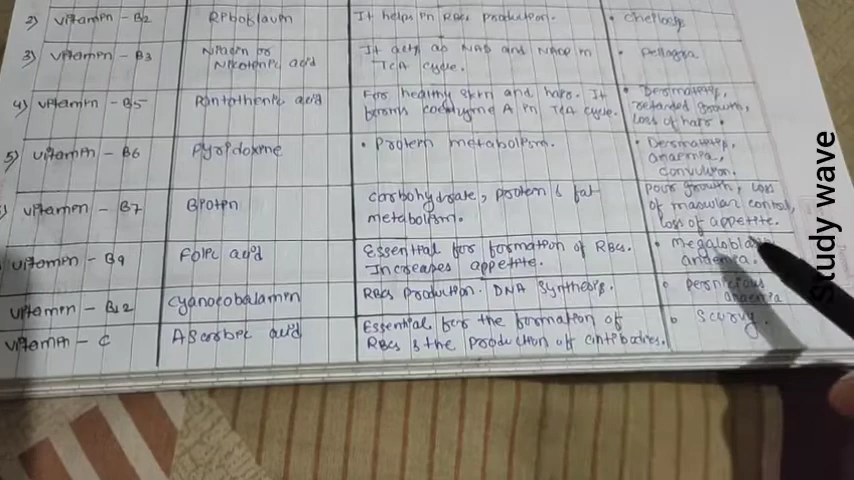 2) Vitamin - B2 Riboflavin It helps in RBCs production. • cheilosis
3) Vitamin - B3 Niacin or It acts as NAD and NADP in • pellagra
Nicotinic acid TCA cycle.
4) Vitamin - B5 Pantothenic acid For healthy skin and hair. It • Dermatitis,
forms coenzyme A in TCA cycle. retarded growth,
loss of hair.
5) Vitamin - B6 Pyridoxine • Protein metabolism. • Dermatitis,
anaemia,
convulsion.
) Vitamin - B7 Biotin carbohydrate, protein & fat Poor growth, loss
metabolism. of muscular control,
loss of appetite.
Vitamin - B9 Folic acid Essential for formation of RBCs. •
Increases appetite.
Vitamin - B12 cyanocobalamin RBCs production. DNA synthesis. • pernicious
anaemia
Vitamin - C Ascorbic acid Essential for the formation of • Scurvy.
RBCs & the production of antibodies.
Study wave